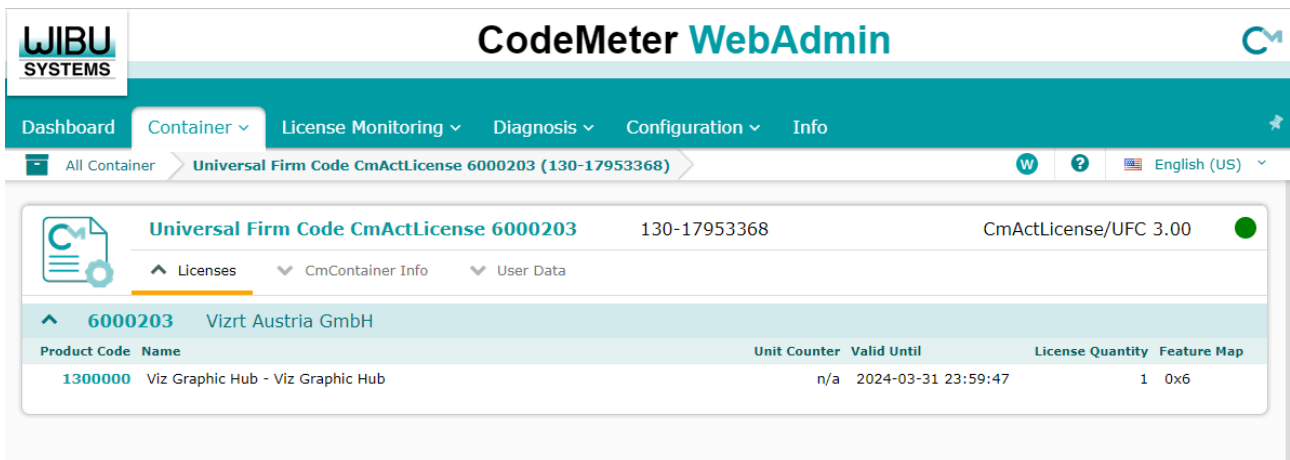 WIBU
SYSTEMS
CodeMeter WebAdmin
CM
Dashboard Container License Monitoring Diagnosis Configuration Info
All Container Universal Firm Code CmActLicense 6000203 (130-17953368) W ? English (US)
CM Universal Firm Code CmActLicense 6000203 130-17953368 CmActLicense/UFC 3.00
Licenses CmContainer Info User Data
6000203 Vizrt Austria GmbH
Product Code Name Unit Counter Valid Until License Quantity Feature Map
1300000 Viz Graphic Hub - Viz Graphic Hub n/a 2024-03-31 23:59:47 1 0x6